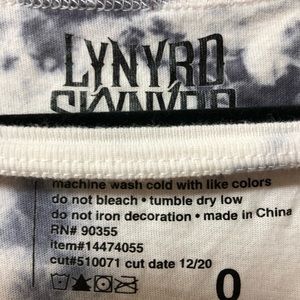 LYNYRD
SKYNYRD
machine wash cold with like colors
do not bleach • tumble dry low
do not iron decoration • made in China
RN# 90355
item#14474055
cut#510071 cut date 12/20
0